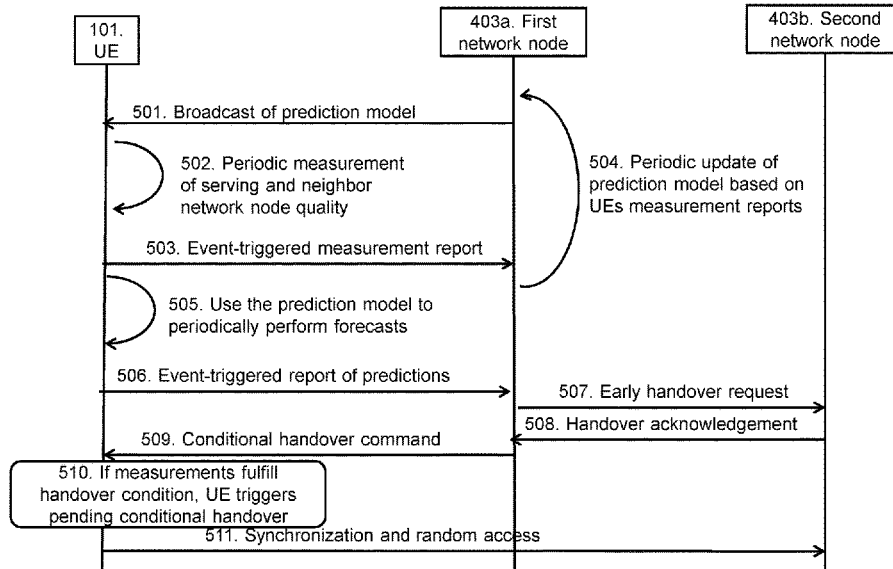 101.
UE
403a. First
network node
403b. Second
network node
501. Broadcast of prediction model
502. Periodic measurement
of serving and neighbor
network node quality
504. Periodic update of
prediction model based on
UEs measurement reports
503. Event-triggered measurement report
505. Use the prediction model to
periodically perform forecasts
506. Event-triggered report of predictions
507. Early handover request
508. Handover acknowledgement
509. Conditional handover command
510. If measurements fulfill
handover condition, UE triggers
pending conditional handover
511. Synchronization and random access